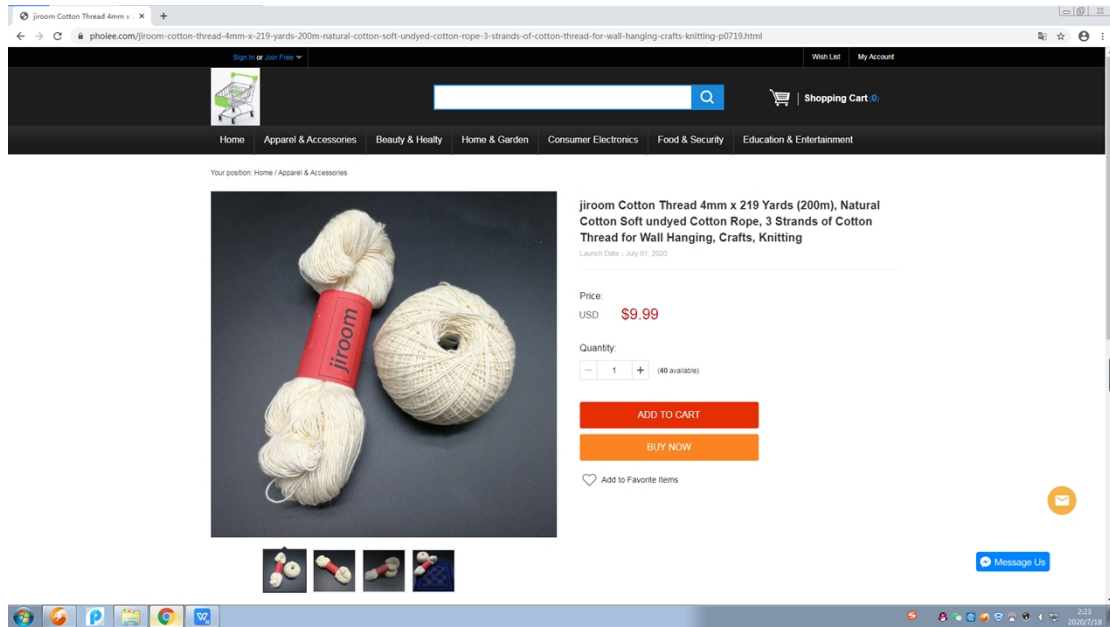 jiroom Cotton Thread 4mm x
phoiee.com/jiroom-cotton-thread-4mm-x-219-yards-200m-natural-cotton-soft-undyed-cotton-rope-3-strands-of-cotton-thread-for-wall-hanging-crafts-knitting-p0719.html
Sign In or Join Free
Wish List
My Account
Shopping Cart (0)
Home
Apparel & Accessories
Beauty & Healty
Home & Garden
Consumer Electronics
Food & Security
Education & Entertainment
Your position: Home / Apparel & Accessories
jiroom
jiroom Cotton Thread 4mm x 219 Yards (200m), Natural
Cotton Soft undyed Cotton Rope, 3 Strands of Cotton
Thread for Wall Hanging, Crafts, Knitting
Launch Date : July 01, 2020
Price:
USD $9.99
Quantity:
1
(40 available)
ADD TO CART
BUY NOW
Add to Favorite Items
Message Us
2:23
2020/7/18